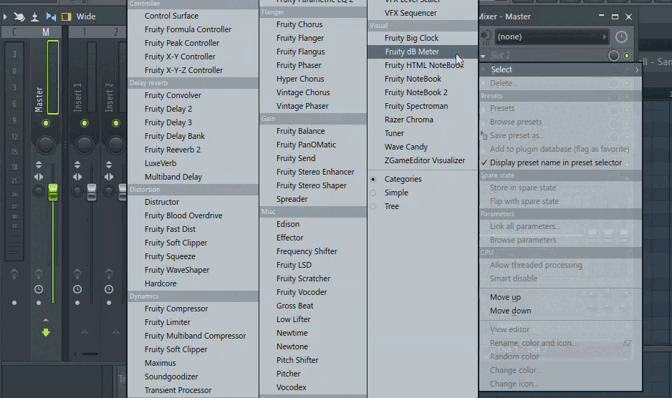 Wide
C
M
1
2
Master
Insert 1
Insert 2
3
0
3
6
9
12
15
Controller
Control Surface
Fruity Formula Controller
Fruity Peak Controller
Fruity X-Y Controller
Fruity X-Y-Z Controller
Delay reverb
Fruity Convolver
Fruity Delay 2
Fruity Delay 3
Fruity Delay Bank
Fruity Reeverb 2
LuxeVerb
Multiband Delay
Distortion
Distructor
Fruity Blood Overdrive
Fruity Fast Dist
Fruity Soft Clipper
Fruity Squeeze
Fruity WaveShaper
Hardcore
Dynamics
Fruity Compressor
Fruity Limiter
Fruity Multiband Compressor
Fruity Soft Clipper
Maximus
Soundgoodizer
Transient Processor
Fruity Parametric EQ 2
Flanger
Fruity Chorus
Fruity Flanger
Fruity Flangus
Fruity Phaser
Hyper Chorus
Vintage Chorus
Vintage Phaser
Gain
Fruity Balance
Fruity PanOMatic
Fruity Send
Fruity Stereo Enhancer
Fruity Stereo Shaper
Spreader
Misc
Edison
Effector
Frequency Shifter
Fruity LSD
Fruity Scratcher
Fruity Vocoder
Gross Beat
Low Lifter
Newtime
Newtone
Pitch Shifter
Pitcher
Vocodex
VFX Level Scaler
VFX Sequencer
Visual
Fruity Big Clock
Fruity dB Meter
Fruity HTML NoteBook
Fruity NoteBook
Fruity NoteBook 2
Fruity Spectroman
Razer Chroma
Tuner
Wave Candy
ZGameEditor Visualizer
Categories
Simple
Tree
Mixer - Master
(none)
Slot 1
Select
Delete...
Presets
Presets
Browse presets
Save preset as...
Add to plugin database (flag as favorite)
Display preset name in preset selector
Spare state
Store in spare state
Flip with spare state
Parameters
Link all parameters...
Browse parameters
CPU
Allow threaded processing
Smart disable
Move up
Move down
View editor
Rename, color and icon... F2
Random color
Change color...
Change icon...